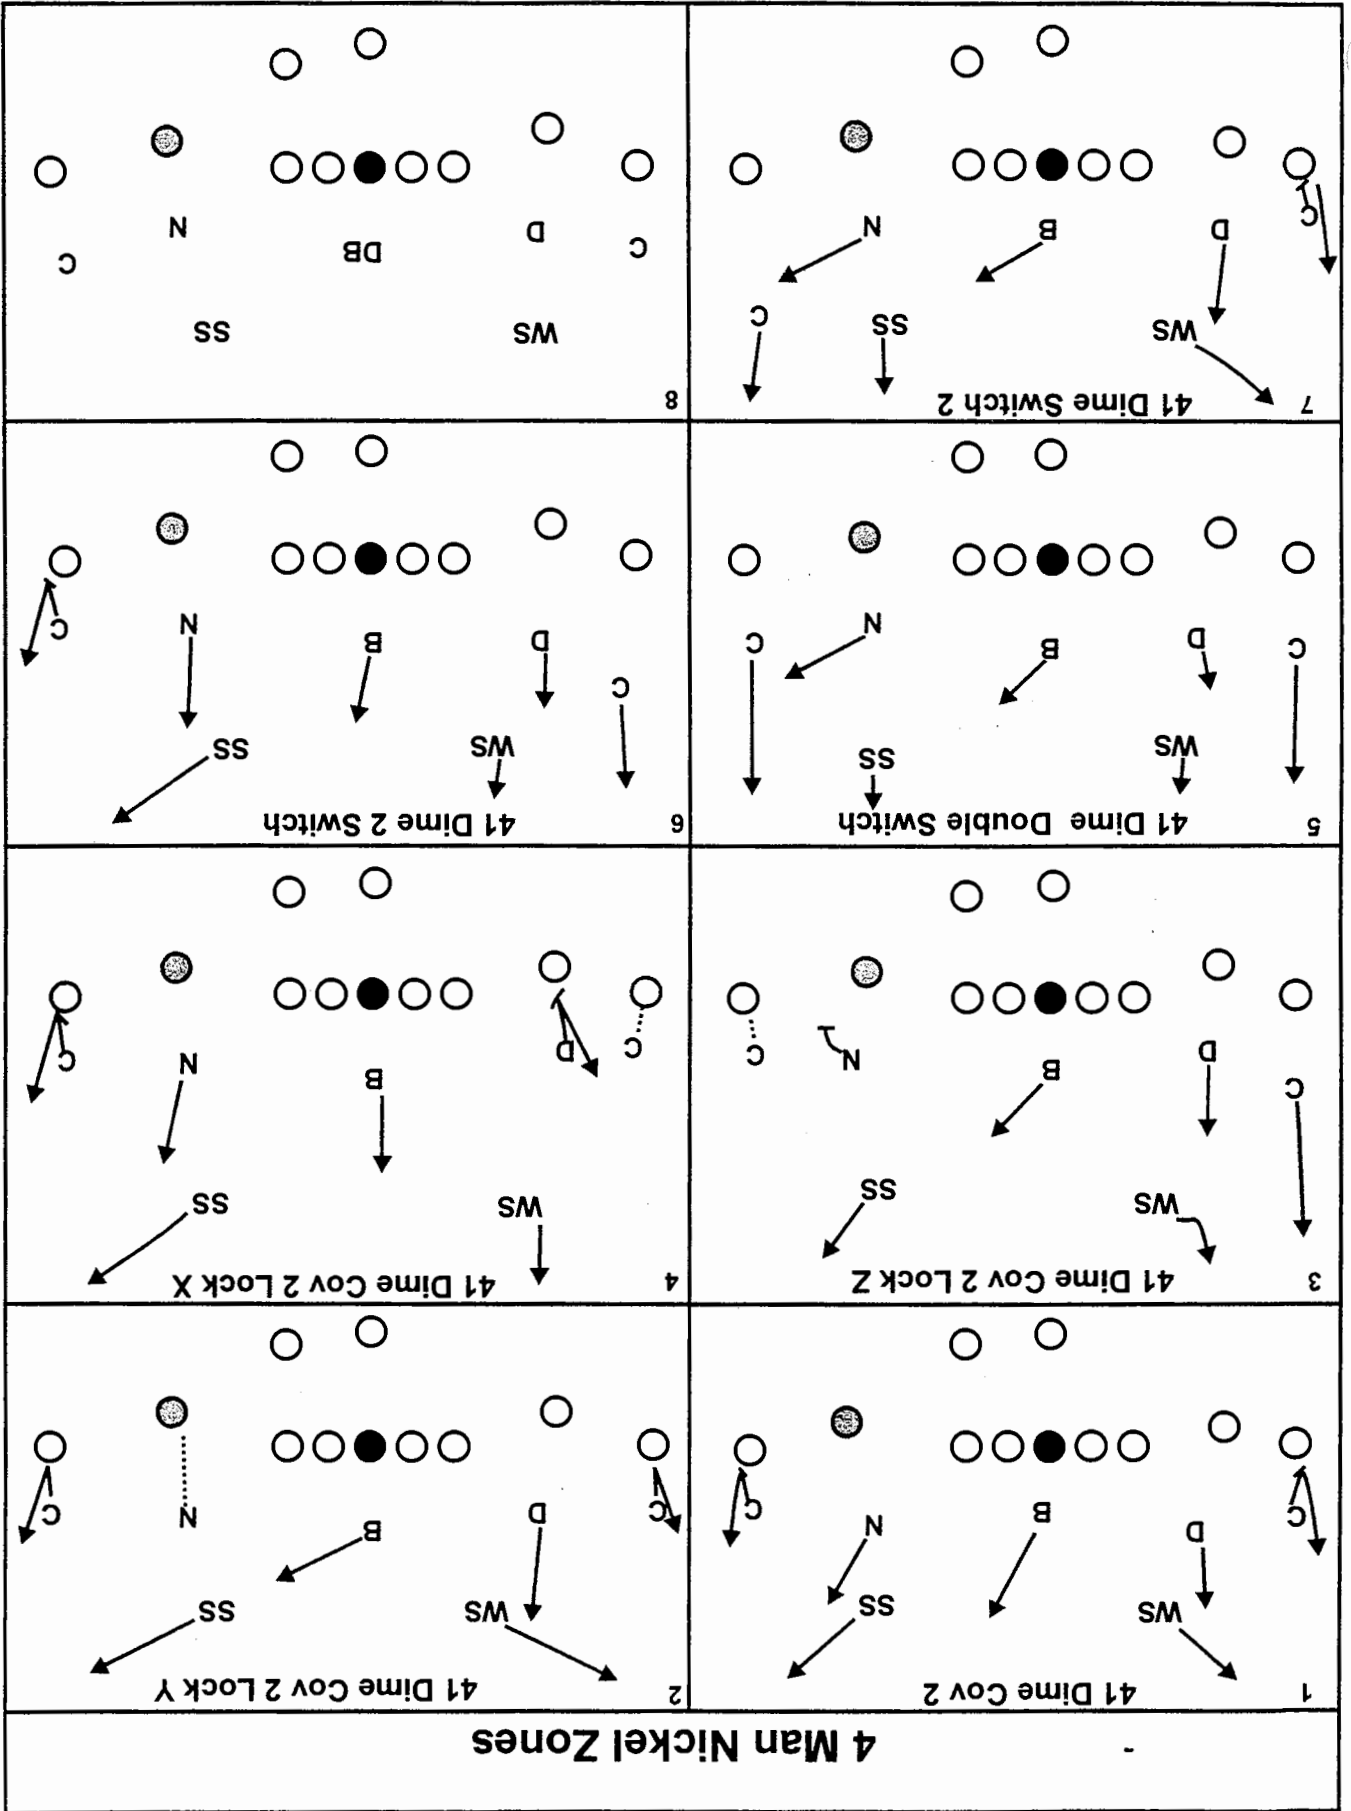 4 Man Nickel Zones
1 41 Dime Cov 2
WS SS
C D B N C
2 41 Dime Cov 2 Lock Y
WS SS
C D B N C
3 41 Dime Cov 2 Lock Z
WS SS
C D B N C
4 41 Dime Cov 2 Lock X
WS SS
C D B N C
5 41 Dime Double Switch
WS SS
C D B N C
6 41 Dime 2 Switch
WS SS
C D B N C
7 41 Dime Switch 2
WS SS C
C D B N
8
WS SS
C D DB N C